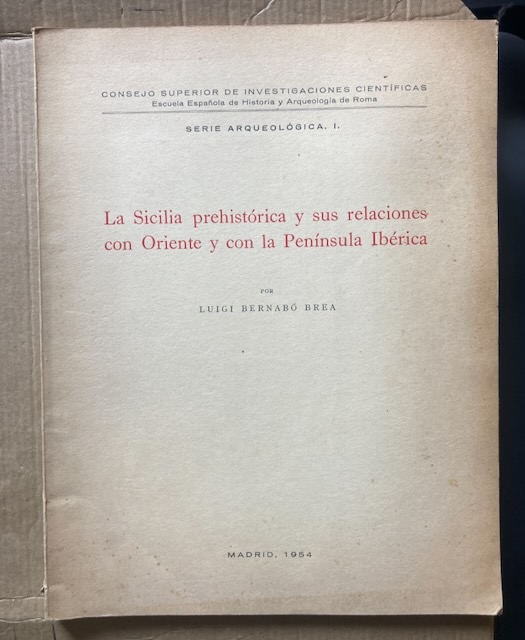 CONSEJO SUPERIOR DE INVESTIGACIONES CIENTÍFICAS
Escuela Española de Historia y Arqueología de Roma
SERIE ARQUEOLÓGICA. I.
La Sicilia prehistórica y sus relaciones
con Oriente y con la Península Ibérica
POR
LUIGI BERNABÓ BREA
MADRID, 1954